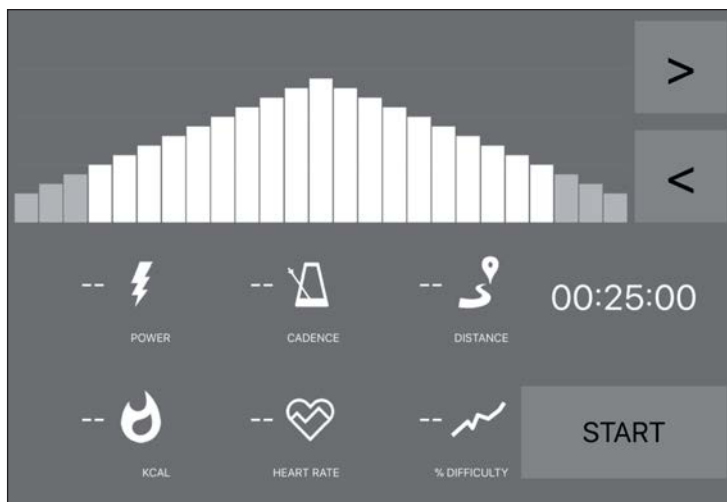 >
<
-- -- -- 00:25:00
POWER CADENCE DISTANCE
-- -- -- START
KCAL HEART RATE % DIFFICULTY